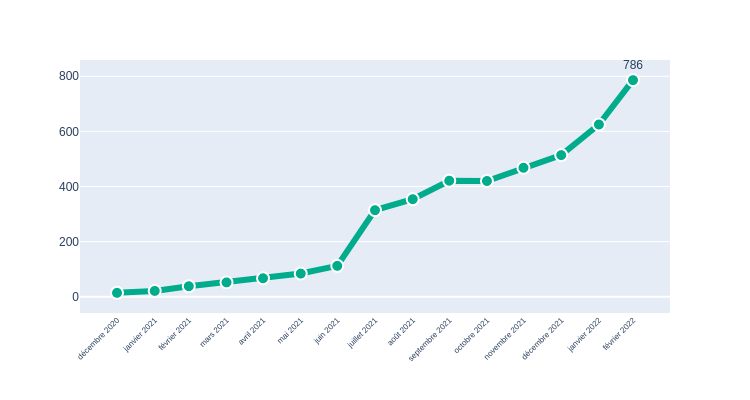 786
800
600
400
200
0
décembre 2020
janvier 2021
février 2021
mars 2021
avril 2021
mai 2021
juin 2021
juillet 2021
août 2021
septembre 2021
octobre 2021
novembre 2021
décembre 2021
janvier 2022
février 2022